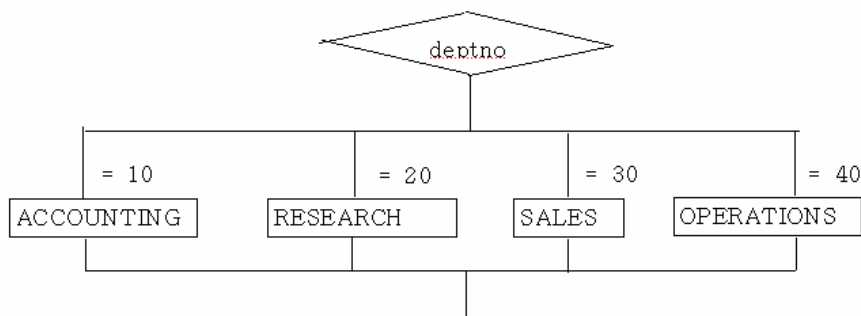 deptno
= 10 = 20 = 30 = 40
ACCOUNTING RESEARCH SALES OPERATIONS